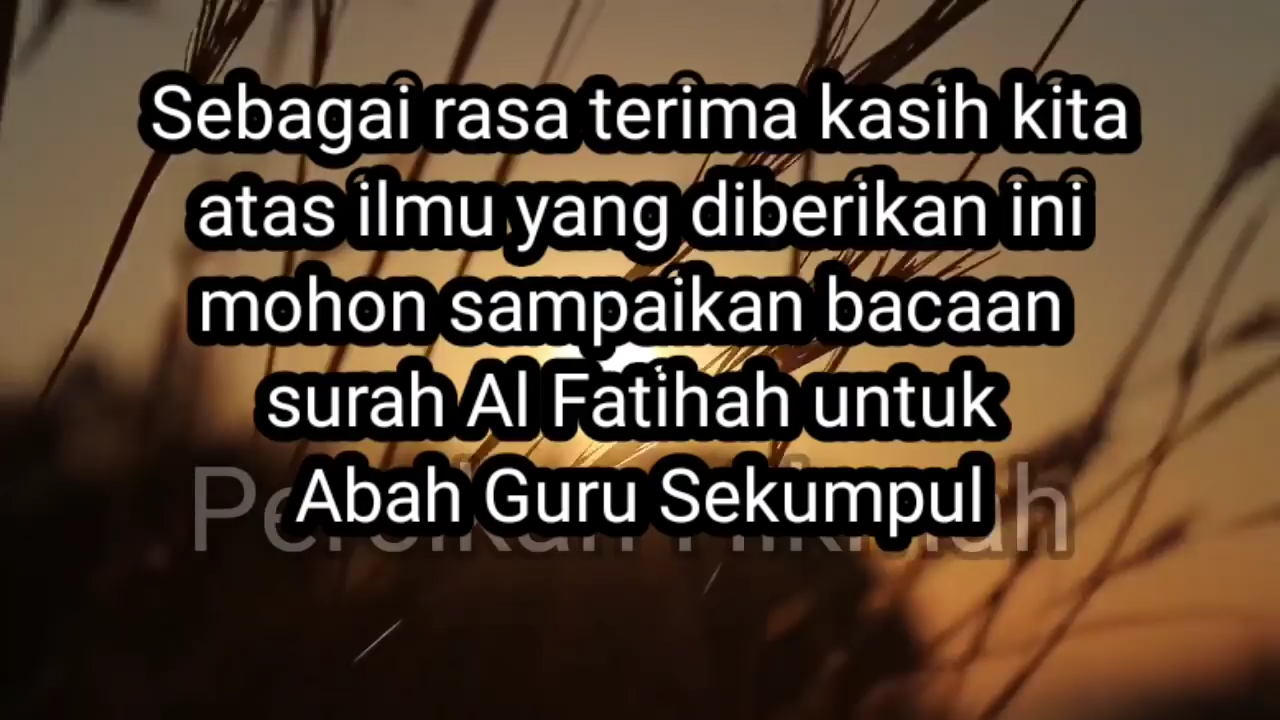 Sebagai rasa terima kasih kita
atas ilmu yang diberikan ini
mohon sampaikan bacaan
surah Al Fatihah untuk
Abah Guru Sekumpul